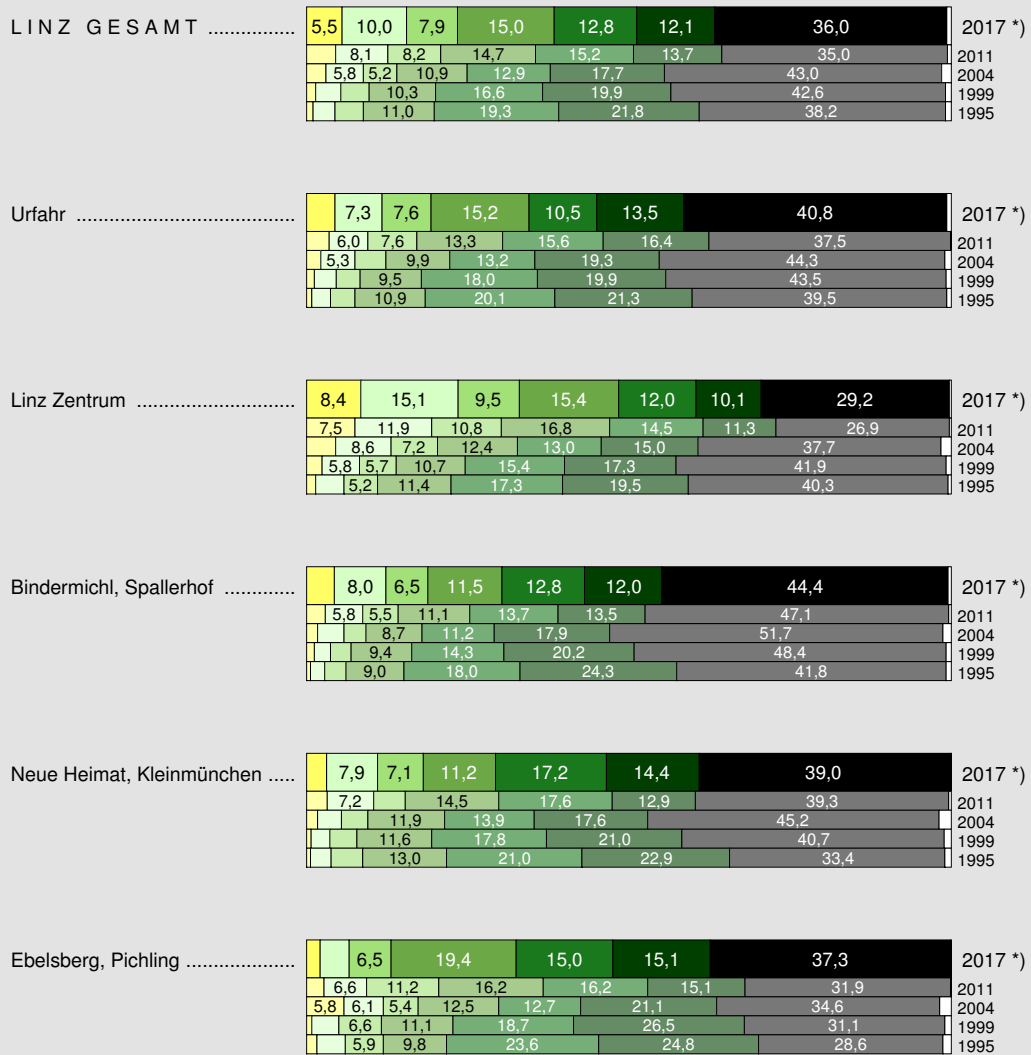 LINZ GESAMT .................. 5,5 10,0 7,9 15,0 12,8 12,1 36,0 2017 *)
8,1 8,2 14,7 15,2 13,7 35,0 2011
5,8 5,2 10,9 12,9 17,7 43,0 2004
10,3 16,6 19,9 42,6 1999
11,0 19,3 21,8 38,2 1995
Urfahr ....................................... 7,3 7,6 15,2 10,5 13,5 40,8 2017 *)
6,0 7,6 13,3 15,6 16,4 37,5 2011
5,3 9,9 13,2 19,3 44,3 2004
9,5 18,0 19,9 43,5 1999
10,9 20,1 21,3 39,5 1995
Linz Zentrum ............................ 8,4 15,1 9,5 15,4 12,0 10,1 29,2 2017 *)
7,5 11,9 10,8 16,8 14,5 11,3 26,9 2011
8,6 7,2 12,4 13,0 15,0 37,7 2004
5,8 5,7 10,7 15,4 17,3 41,9 1999
5,2 11,4 17,3 19,5 40,3 1995
Bindermichl, Spallerhof ............. 8,0 6,5 11,5 12,8 12,0 44,4 2017 *)
5,8 5,5 11,1 13,7 13,5 47,1 2011
8,7 11,2 17,9 51,7 2004
9,4 14,3 20,2 48,4 1999
9,0 18,0 24,3 41,8 1995
Neue Heimat, Kleinmünchen ..... 7,9 7,1 11,2 17,2 14,4 39,0 2017 *)
7,2 14,5 17,6 12,9 39,3 2011
11,9 13,9 17,6 45,2 2004
11,6 17,8 21,0 40,7 1999
13,0 21,0 22,9 33,4 1995
Ebelsberg, Pichling ................... 6,5 19,4 15,0 15,1 37,3 2017 *)
6,6 11,2 16,2 16,2 15,1 31,9 2011
5,8 6,1 5,4 12,5 12,7 21,1 34,6 2004
6,6 11,1 18,7 26,5 31,1 1999
5,9 9,8 23,6 24,8 28,6 1995